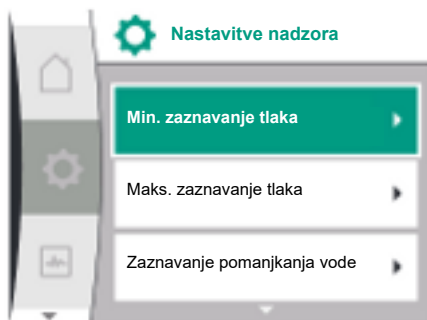 Nastavitve nadzora
Min. zaznavanje tlaka
Maks. zaznavanje tlaka
Zaznavanje pomanjkanja vode